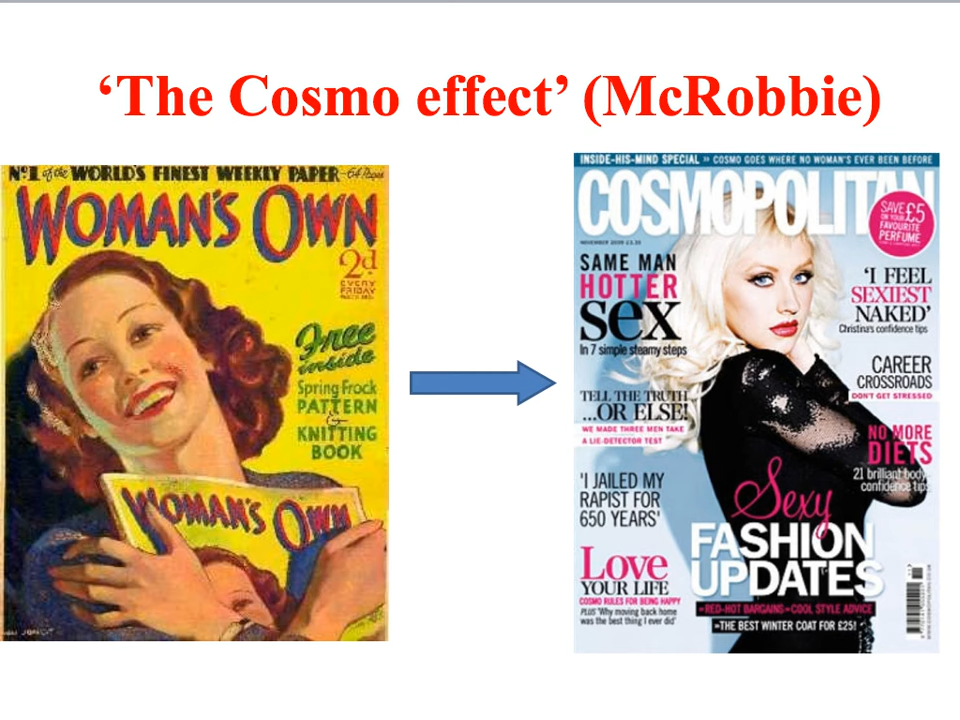 ‘The Cosmo effect’ (McRobbie)
Nº1 of the WORLD'S FINEST WEEKLY PAPER-64 Pages
WOMAN'S OWN
2d
EVERY
FRIDAY
Free
inside
Spring Frock
PATTERN
&
KNITTING
BOOK
WOMAN'S OWN
INSIDE-HIS-MIND SPECIAL » COSMO GOES WHERE NO WOMAN'S EVER BEEN BEFORE
COSMOPOLITAN
SAVE £5
ON YOUR
FAVOURITE
PERFUME
SAME MAN
HOTTER
sex
In 7 simple steamy steps
'I FEEL
SEXIEST
NAKED'
Christina's confidence tips
CAREER
CROSSROADS
DON'T GET STRESSED
TELL THE TRUTH
...OR ELSE!
WE MADE THREE MEN TAKE
A LIE-DETECTOR TEST
NO MORE
DIETS
21 brilliant body-
confidence tips
'I JAILED MY
RAPIST FOR
650 YEARS'
Sexy
FASHION
UPDATES
»RED-HOT BARGAINS»COOL STYLE ADVICE
»THE BEST WINTER COAT FOR £25!
Love
YOUR LIFE
COSMO RULES FOR BEING HAPPY
PLUS 'Why moving back home
was the best thing I ever did'